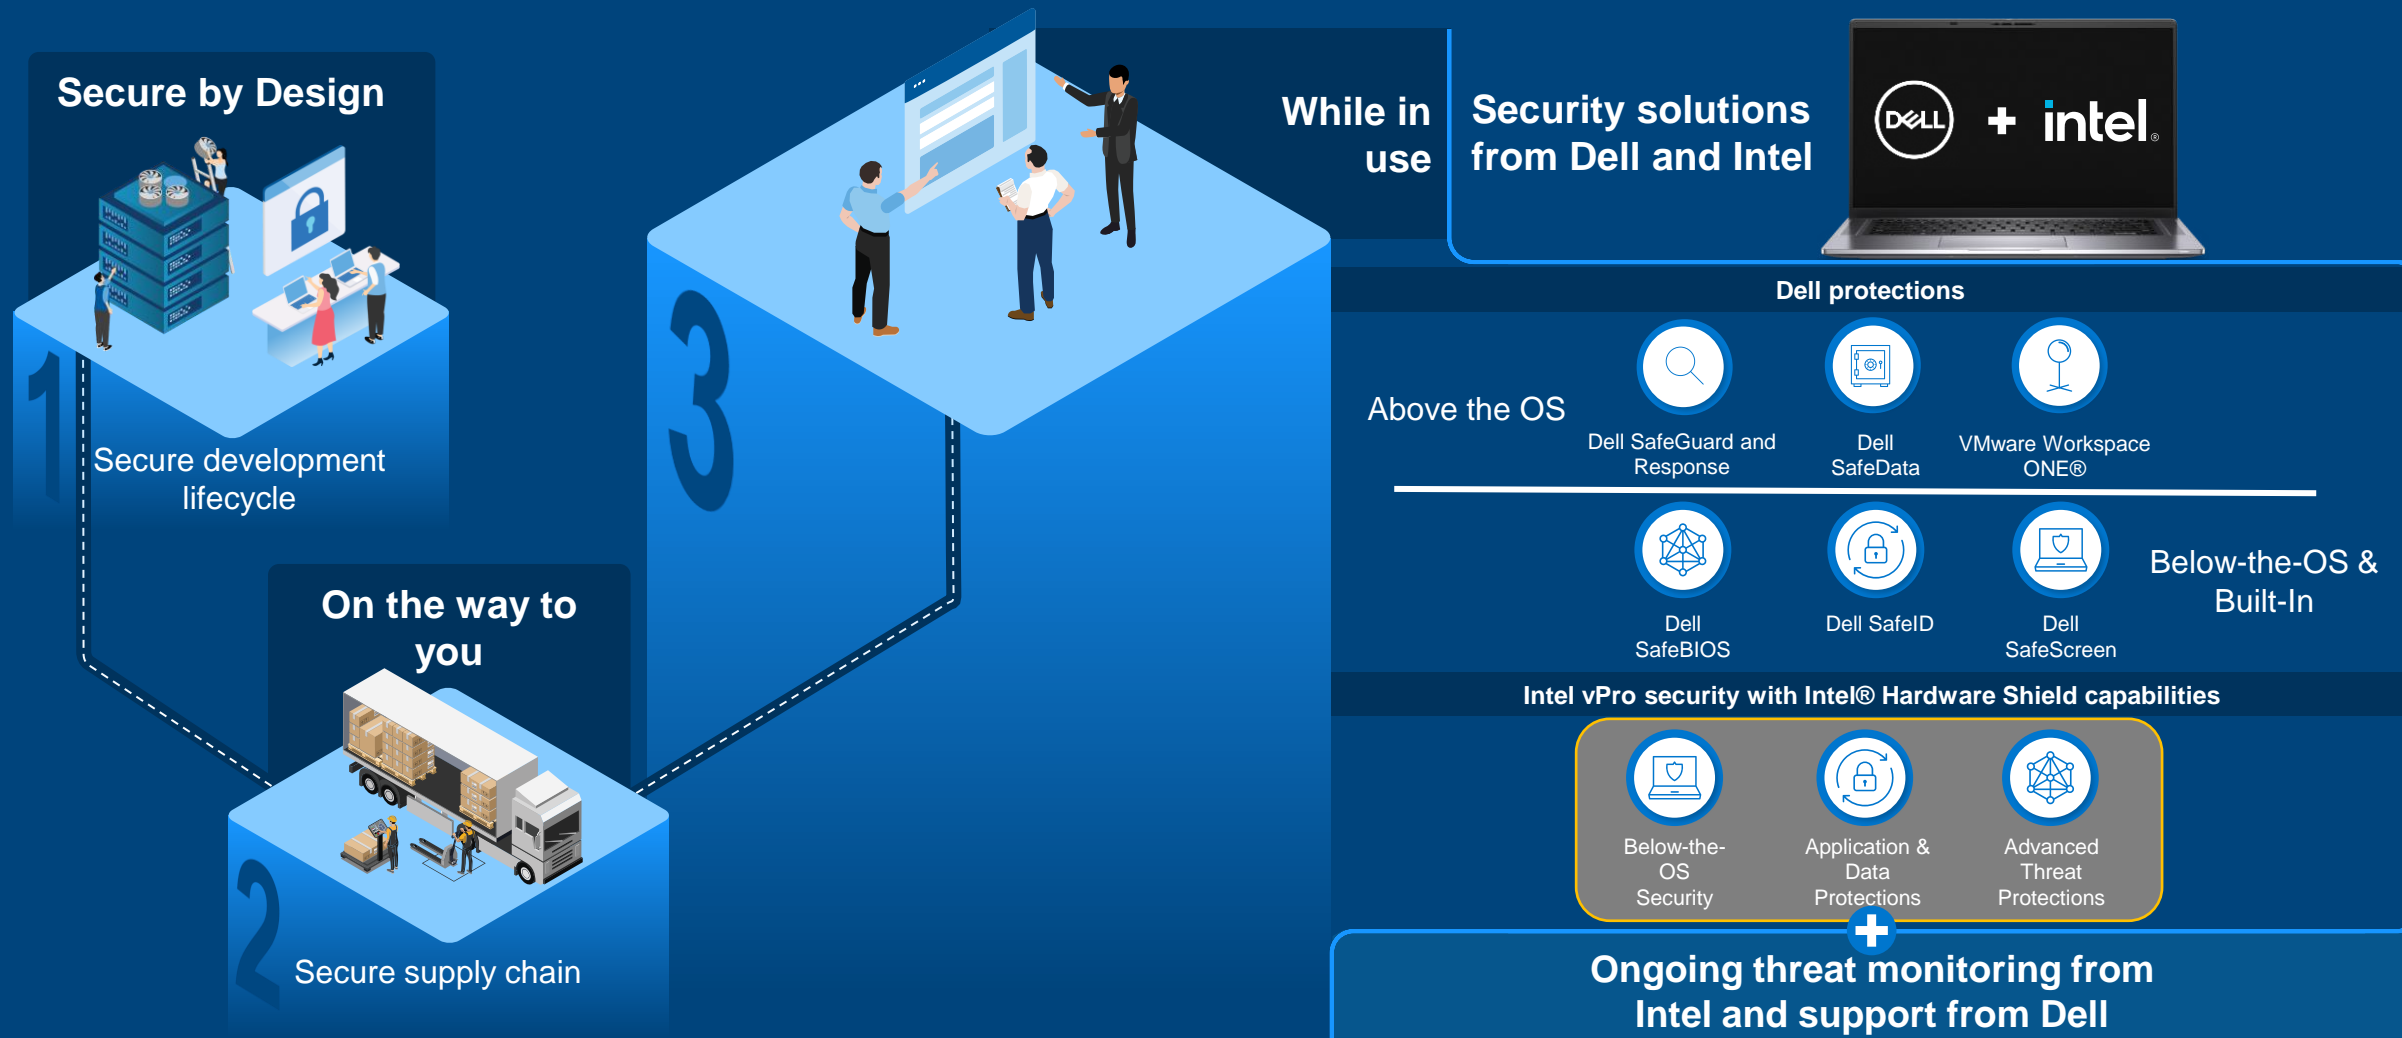 Secure by Design
1
Secure development
lifecycle
On the way to
you
2
Secure supply chain
3
While in
use
Security solutions
from Dell and Intel
DELL + intel.
Dell protections
Above the OS
Dell SafeGuard and
Response
Dell
SafeData
VMware Workspace
ONE®
Dell
SafeBIOS
Dell SafeID
Dell
SafeScreen
Below-the-OS &
Built-In
Intel vPro security with Intel® Hardware Shield capabilities
Below-the-
OS
Security
Application &
Data
Protections
Advanced
Threat
Protections
+
Ongoing threat monitoring from
Intel and support from Dell